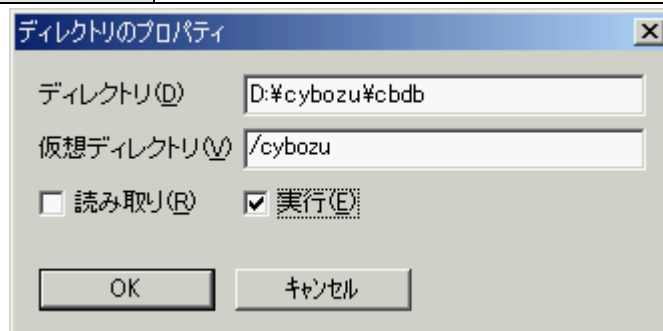 ディレクトリのプロパティ
ディレクトリ(D) D:¥cybozu¥cbdb
仮想ディレクトリ(V) /cybozu
読み取り(R) 実行(E)
OK キャンセル